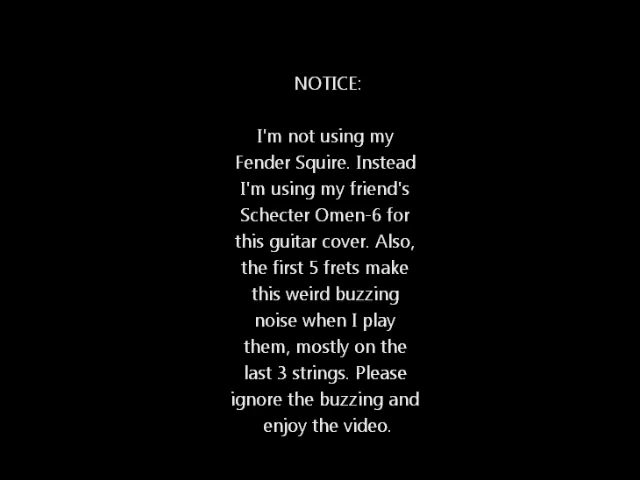 NOTICE:
I'm not using my
Fender Squire. Instead
I'm using my friend's
Schecter Omen-6 for
this guitar cover. Also,
the first 5 frets make
this weird buzzing
noise when I play
them, mostly on the
last 3 strings. Please
ignore the buzzing and
enjoy the video.